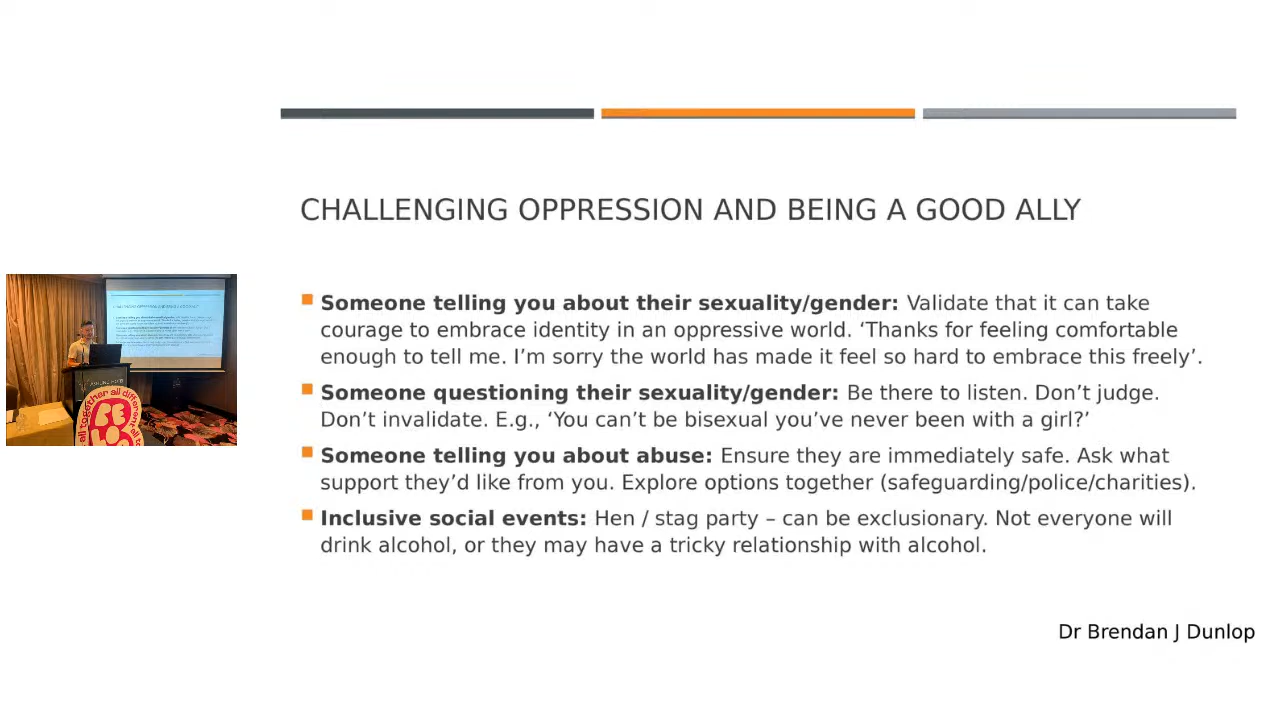 CHALLENGING OPPRESSION AND BEING A GOOD ALLY
Someone telling you about their sexuality/gender: Validate that it can take
courage to embrace identity in an oppressive world. ‘Thanks for feeling comfortable
enough to tell me. I’m sorry the world has made it feel so hard to embrace this freely’.
Someone questioning their sexuality/gender: Be there to listen. Don’t judge.
Don’t invalidate. E.g., ‘You can’t be bisexual you’ve never been with a girl?’
Someone telling you about abuse: Ensure they are immediately safe. Ask what
support they’d like from you. Explore options together (safeguarding/police/charities).
Inclusive social events: Hen / stag party – can be exclusionary. Not everyone will
drink alcohol, or they may have a tricky relationship with alcohol.
all together all different
BE
Dr Brendan J Dunlop